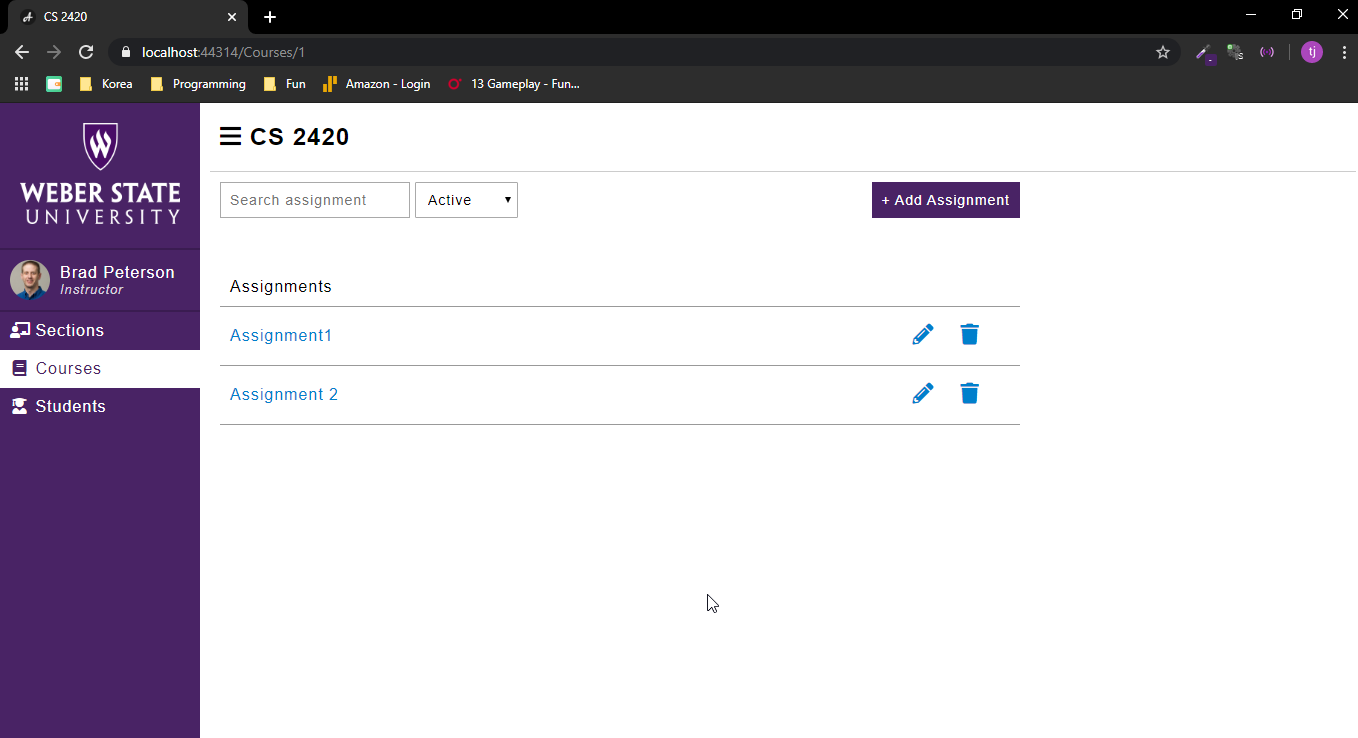 CS 2420
localhost:44314/Courses/1
tj
Korea
Programming
Fun
Amazon - Login
13 Gameplay - Fun...
WEBER STATE
UNIVERSITY
Brad Peterson
Instructor
Sections
Courses
Students
CS 2420
Search assignment
Active
+ Add Assignment
Assignments
Assignment1
Assignment 2